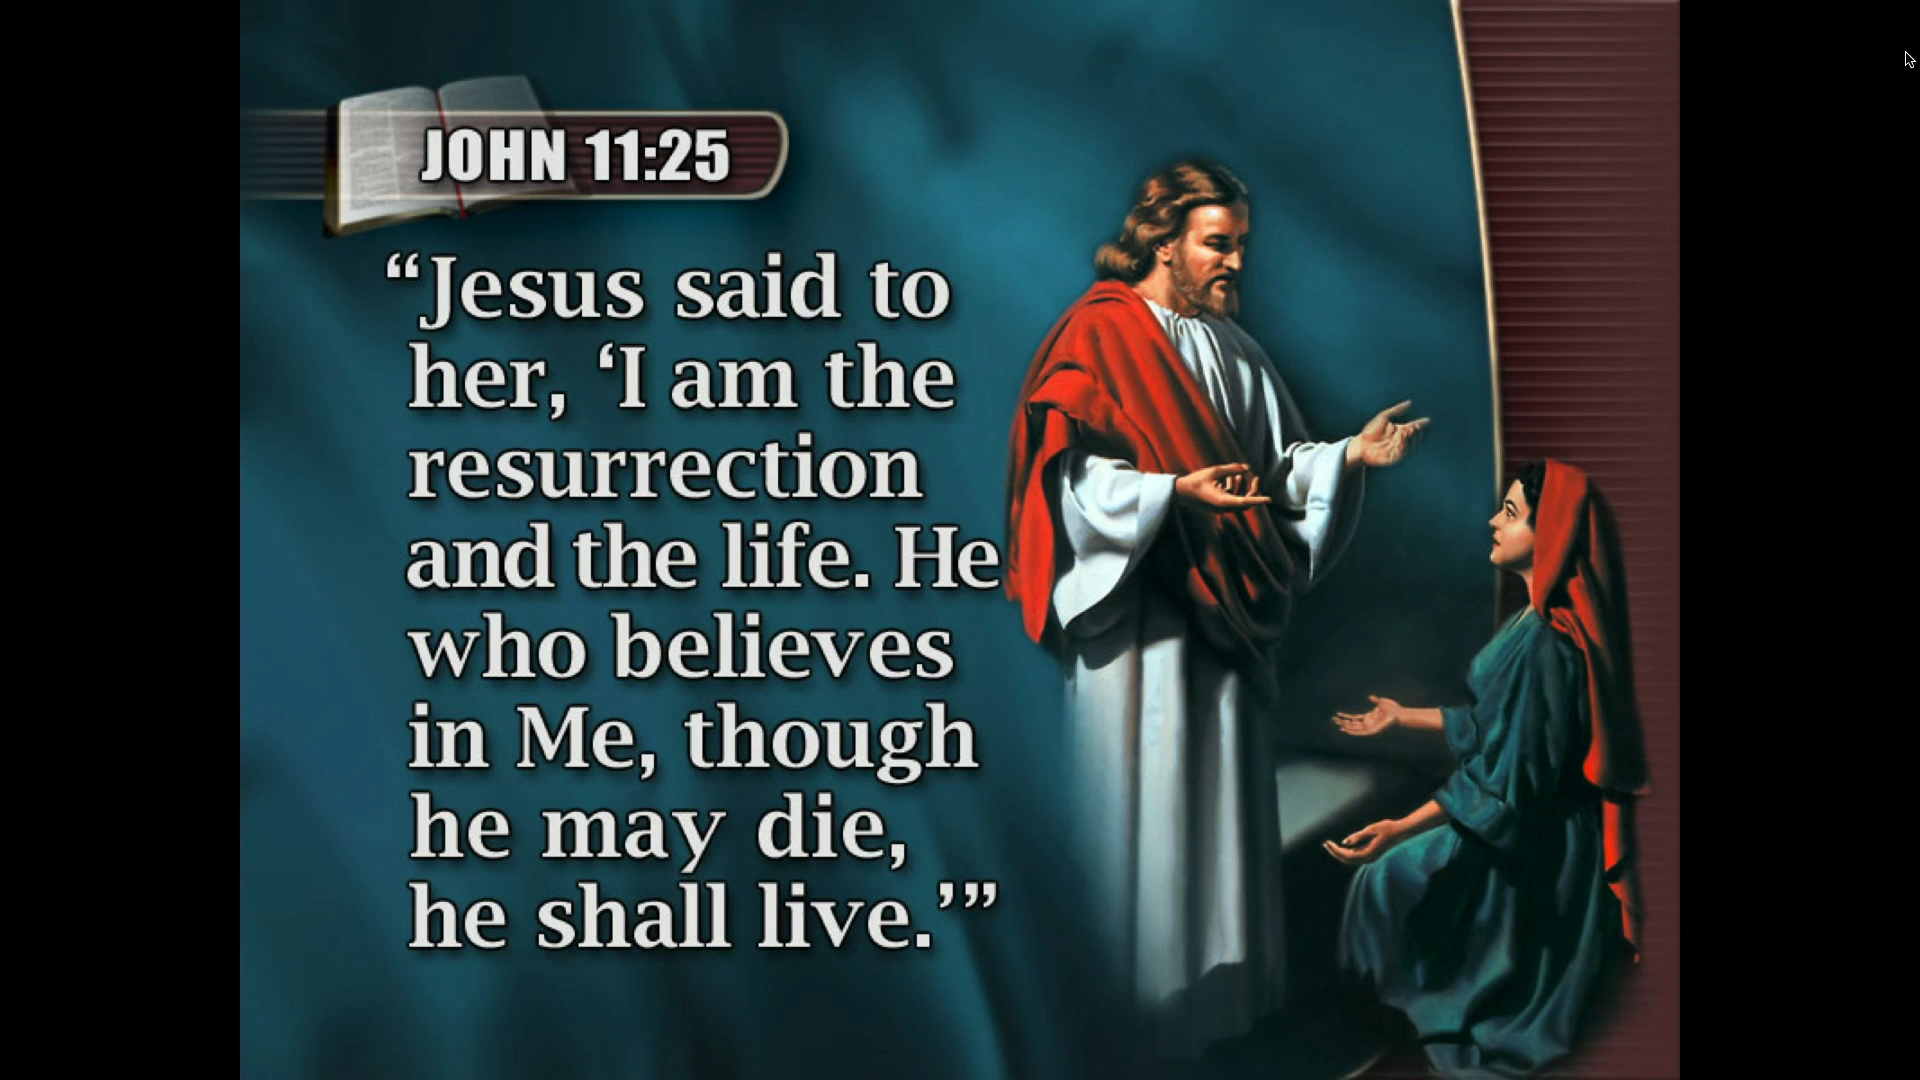 JOHN 11:25
“Jesus said to
her, ‘I am the
resurrection
and the life. He
who believes
in Me, though
he may die,
he shall live.’”